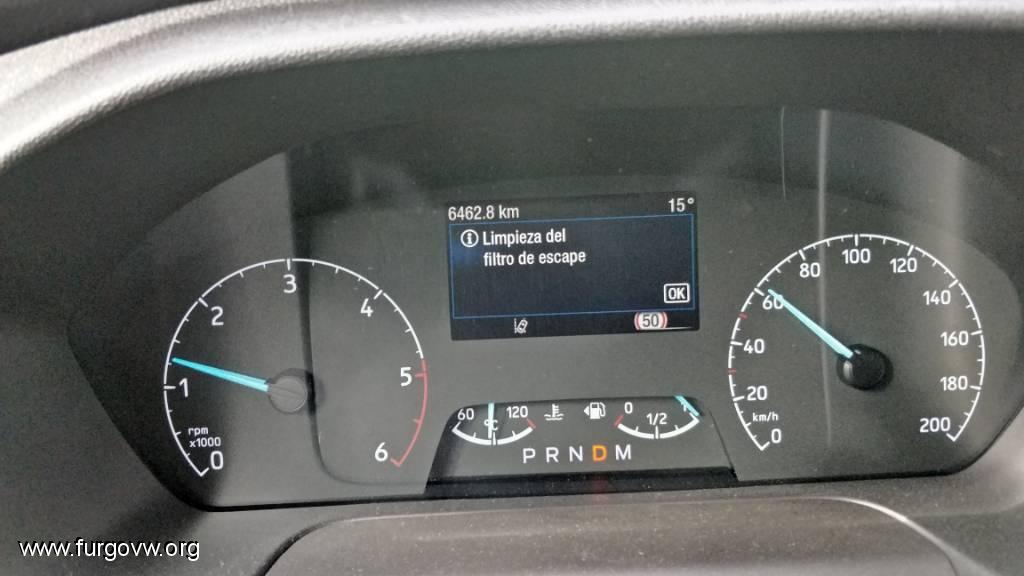 6462.8 km 15°
Limpieza del
filtro de escape
OK
50
0 1 2 3 4 5 6
rpm
x1000
60 120
°C
0 1/2 1
P R N D M
0 20 40 60 80 100 120 140 160 180 200
km/h
www.furgovw.org